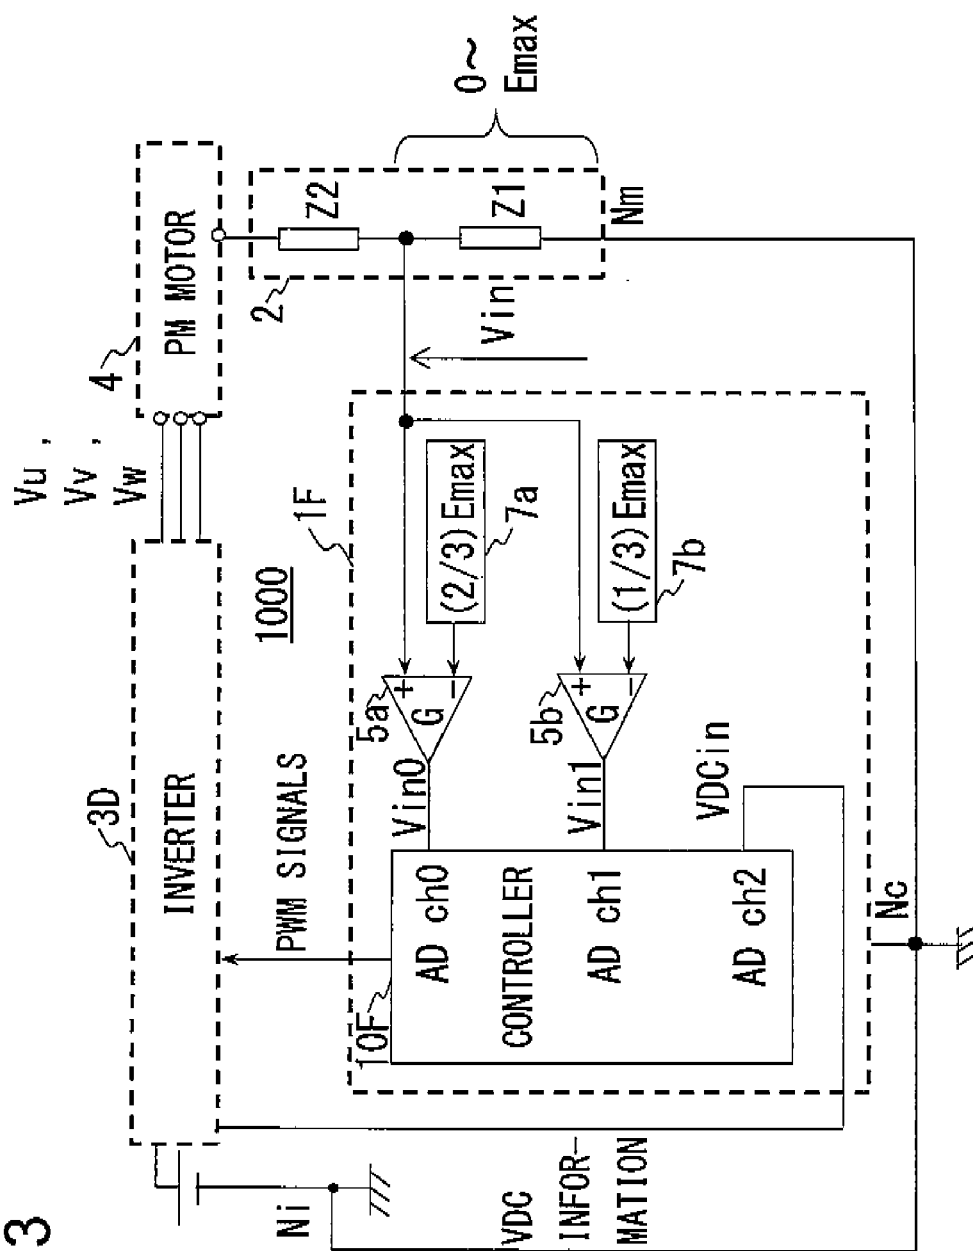 3
3D
INVERTER
Vu ,
Vv ,
Vw
4
PM MOTOR
1000
PWM SIGNALS
1F
2
Z2
Z1
0~
Emax
Nm
Vin
10F
AD ch0
CONTROLLER
AD ch1
AD ch2
Vin0
Vin1
VDCin
5a
+
−
G
5b
+
−
G
(2/3)Emax
7a
(1/3)Emax
7b
Ni
VDC
INFOR-
MATION
Nc